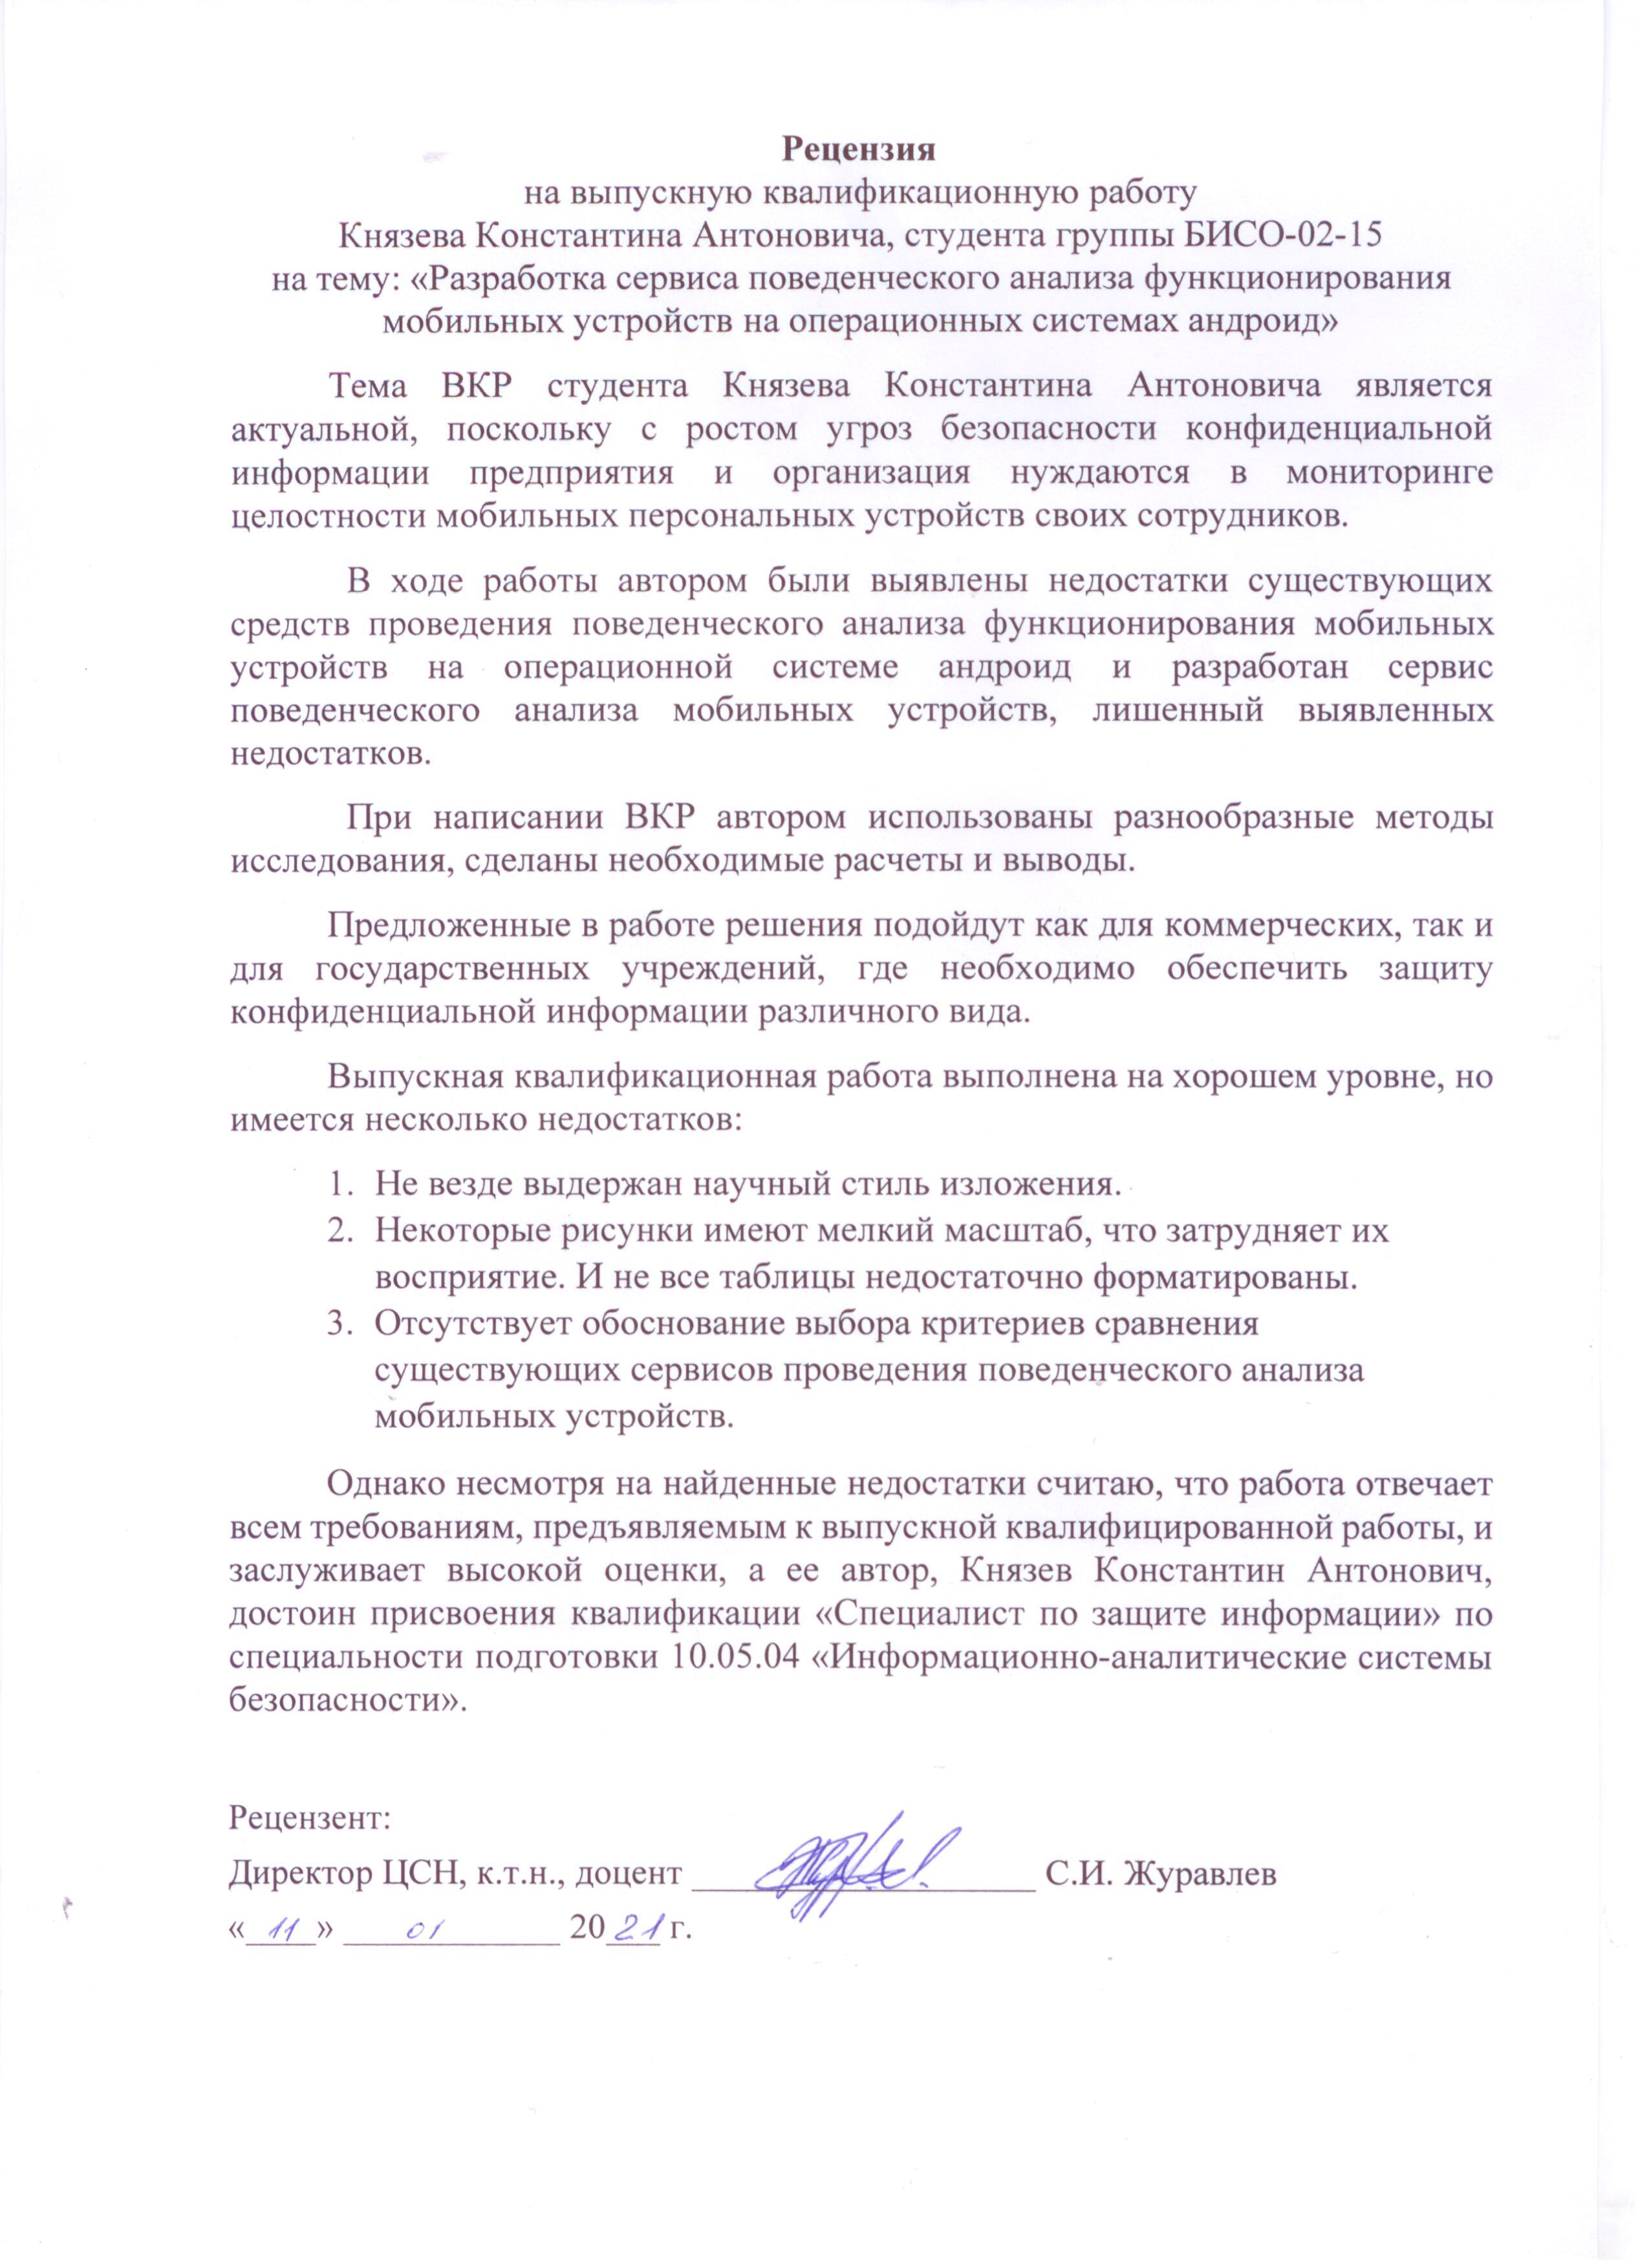 Рецензия
на выпускную квалификационную работу
Князева Константина Антоновича, студента группы БИСО-02-15
на тему: «Разработка сервиса поведенческого анализа функционирования
мобильных устройств на операционных системах андроид»
Тема ВКР студента Князева Константина Антоновича является
актуальной, поскольку с ростом угроз безопасности конфиденциальной
информации предприятия и организация нуждаются в мониторинге
целостности мобильных персональных устройств своих сотрудников.
В ходе работы автором были выявлены недостатки существующих
средств проведения поведенческого анализа функционирования мобильных
устройств на операционной системе андроид и разработан сервис
поведенческого анализа мобильных устройств, лишенный выявленных
недостатков.
При написании ВКР автором использованы разнообразные методы
исследования, сделаны необходимые расчеты и выводы.
Предложенные в работе решения подойдут как для коммерческих, так и
для государственных учреждений, где необходимо обеспечить защиту
конфиденциальной информации различного вида.
Выпускная квалификационная работа выполнена на хорошем уровне, но
имеется несколько недостатков:
1. Не везде выдержан научный стиль изложения.
2. Некоторые рисунки имеют мелкий масштаб, что затрудняет их
восприятие. И не все таблицы недостаточно форматированы.
3. Отсутствует обоснование выбора критериев сравнения
существующих сервисов проведения поведенческого анализа
мобильных устройств.
Однако несмотря на найденные недостатки считаю, что работа отвечает
всем требованиям, предъявляемым к выпускной квалифицированной работы, и
заслуживает высокой оценки, а ее автор, Князев Константин Антонович,
достоин присвоения квалификации «Специалист по защите информации» по
специальности подготовки 10.05.04 «Информационно-аналитические системы
безопасности».
Рецензент:
Директор ЦСН, к.т.н., доцент ___________________ С.И. Журавлев
«11» 01 2021 г.